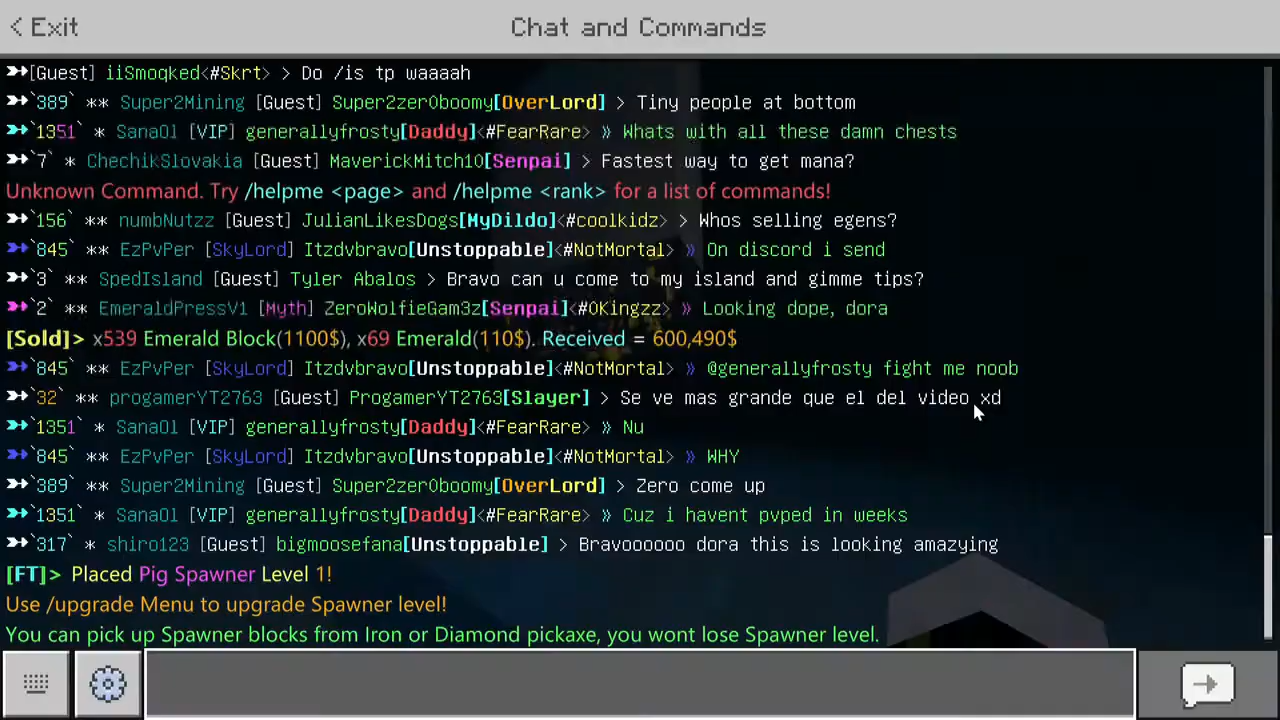 < Exit
Chat and Commands
➳[Guest] iiSmoqked<#Skrt> > Do /is tp waaaah
➳`389` ** Super2Mining [Guest] Super2zer0boomy[OverLord] > Tiny people at bottom
➳`1351` * SanaOl [VIP] generallyfrosty[Daddy]<#FearRare> » Whats with all these damn chests
➳`7` * ChechikSlovakia [Guest] MaverickMitch10[Senpai] > Fastest way to get mana?
Unknown Command. Try /helpme <page> and /helpme <rank> for a list of commands!
➳`156` ** numbNutzz [Guest] JulianLikesDogs[MyDildo]<#coolkidz> > Whos selling egens?
➳`845` ** EzPvPer [SkyLord] Itzdvbravo[Unstoppable]<#NotMortal> » On discord i send
➳`3` ** SpedIsland [Guest] Tyler Abalos > Bravo can u come to my island and gimme tips?
➳`2` ** EmeraldPressV1 [Myth] ZeroWolfieGam3z[Senpai]<#OKingzz> » Looking dope, dora
[Sold]> x539 Emerald Block(1100$), x69 Emerald(110$). Received = 600,490$
➳`845` ** EzPvPer [SkyLord] Itzdvbravo[Unstoppable]<#NotMortal> » @generallyfrosty fight me noob
➳`32` ** progamerYT2763 [Guest] ProgamerYT2763[Slayer] > Se ve mas grande que el del video xd
➳`1351` * SanaOl [VIP] generallyfrosty[Daddy]<#FearRare> » Nu
➳`845` ** EzPvPer [SkyLord] Itzdvbravo[Unstoppable]<#NotMortal> » WHY
➳`389` ** Super2Mining [Guest] Super2zer0boomy[OverLord] > Zero come up
➳`1351` * SanaOl [VIP] generallyfrosty[Daddy]<#FearRare> » Cuz i havent pvped in weeks
➳`317` * shiro123 [Guest] bigmoosefana[Unstoppable] > Bravoooooo dora this is looking amazying
[FT]> Placed Pig Spawner Level 1!
Use /upgrade Menu to upgrade Spawner level!
You can pick up Spawner blocks from Iron or Diamond pickaxe, you wont lose Spawner level.